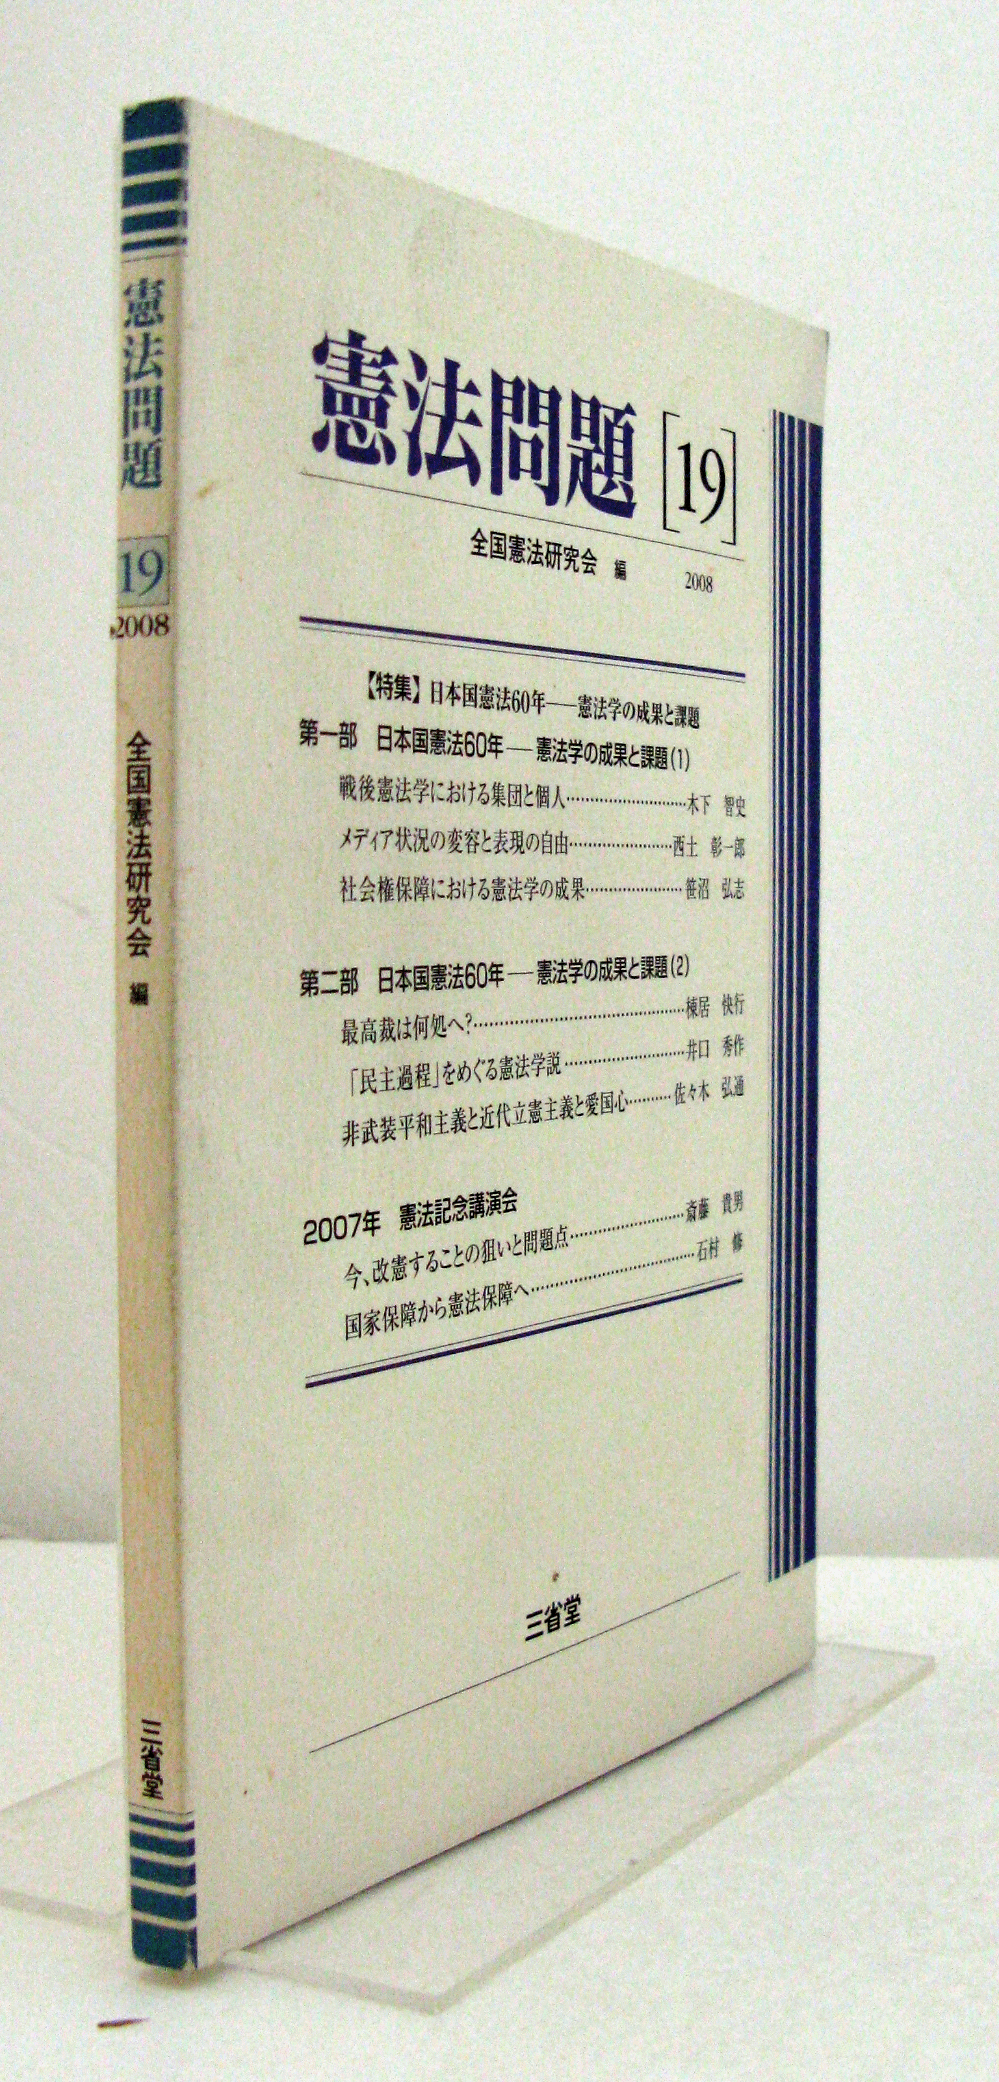 憲法問題
19
2008
全国憲法研究会 編
三省堂
憲法問題[19]
全国憲法研究会 編 2008
【特集】日本国憲法60年――憲法学の成果と課題
第一部 日本国憲法60年――憲法学の成果と課題(1)
戦後憲法学における集団と個人……………………木下 智史
メディア状況の変容と表現の自由…………………西土 彰一郎
社会権保障における憲法学の成果…………………笹沼 弘志
第二部 日本国憲法60年――憲法学の成果と課題(2)
最高裁は何処へ?……………………………………棟居 快行
「民主過程」をめぐる憲法学説……………………井口 秀作
非武装平和主義と近代立憲主義と愛国心…………佐々木 弘通
2007年 憲法記念講演会
今、改憲することの狙いと問題点…………………斎藤 貴男
国家保障から憲法保障へ……………………………石村 修
三省堂